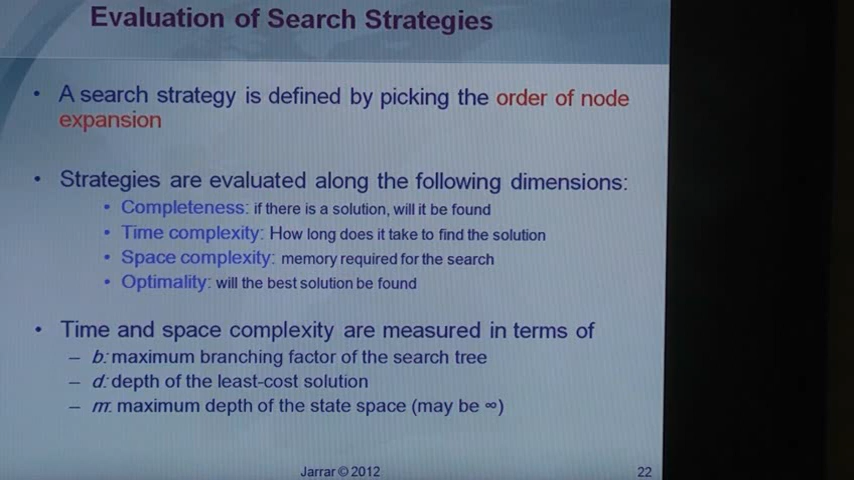 Evaluation of Search Strategies
• A search strategy is defined by picking the order of node
expansion
• Strategies are evaluated along the following dimensions:
• Completeness: if there is a solution, will it be found
• Time complexity: How long does it take to find the solution
• Space complexity: memory required for the search
• Optimality: will the best solution be found
• Time and space complexity are measured in terms of
– b: maximum branching factor of the search tree
– d: depth of the least-cost solution
– m: maximum depth of the state space (may be ∞)
Jarrar © 2012
22